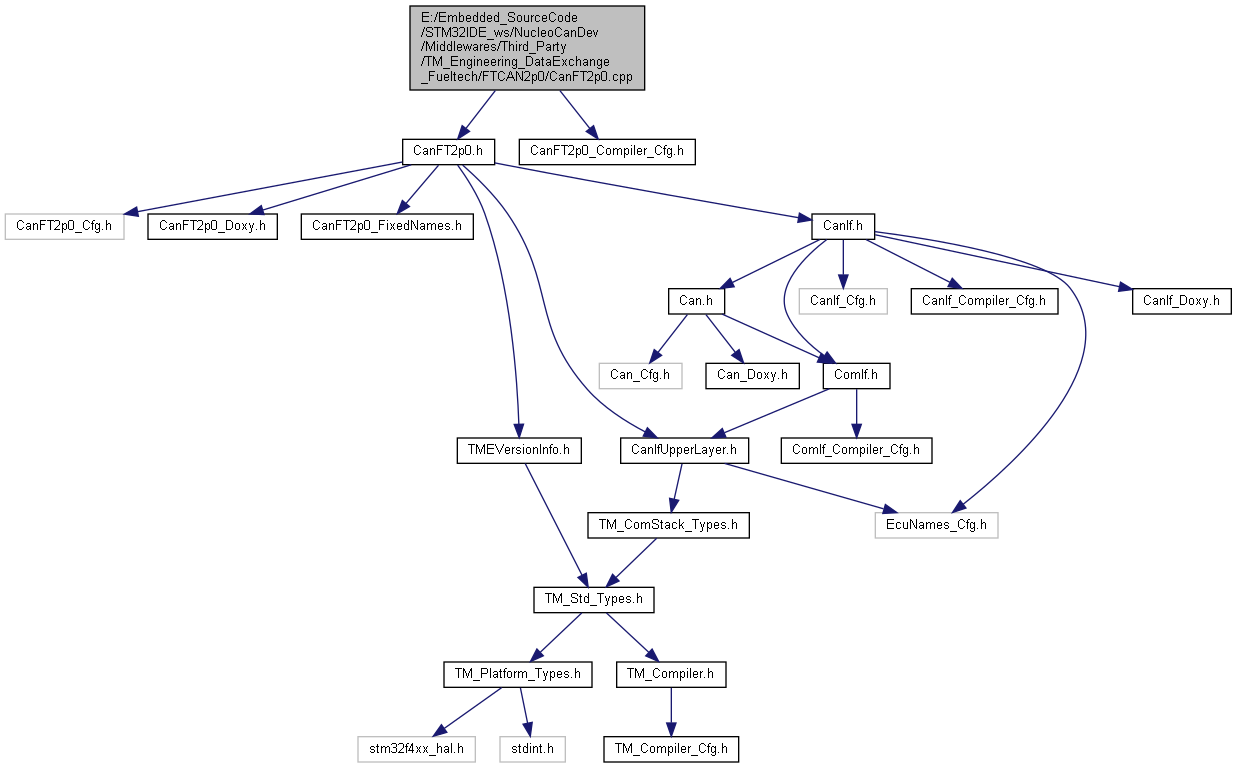 E:/Embedded_SourceCode
/STM32IDE_ws/NucleoCanDev
/Middlewares/Third_Party
/TM_Engineering_DataExchange
_Fueltech/FTCAN2p0/CanFT2p0.cpp
CanFT2p0.h
CanFT2p0_Compiler_Cfg.h
CanFT2p0_Cfg.h
CanFT2p0_Doxy.h
CanFT2p0_FixedNames.h
CanIf.h
Can.h
CanIf_Cfg.h
CanIf_Compiler_Cfg.h
CanIf_Doxy.h
Can_Cfg.h
Can_Doxy.h
ComIf.h
TMEVersionInfo.h
CanIfUpperLayer.h
ComIf_Compiler_Cfg.h
TM_ComStack_Types.h
EcuNames_Cfg.h
TM_Std_Types.h
TM_Platform_Types.h
TM_Compiler.h
stm32f4xx_hal.h
stdint.h
TM_Compiler_Cfg.h